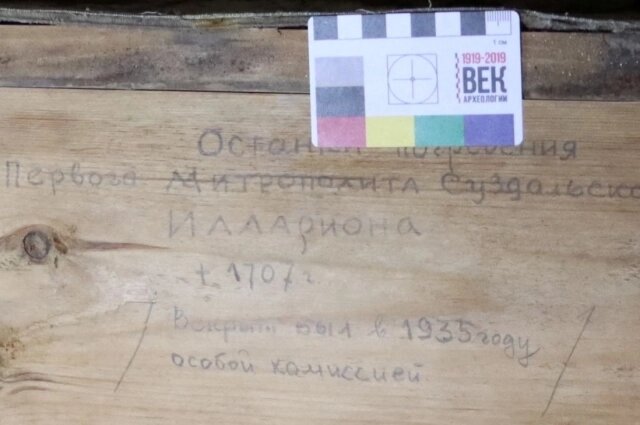 1 см
1919-2019
ВЕК
АРХЕОЛОГИИ
Останки погребения
Первого Митрополита Суздальско
Иллариона
† 1707 г.
Вскрыт был в 1935 году
особой комиссией